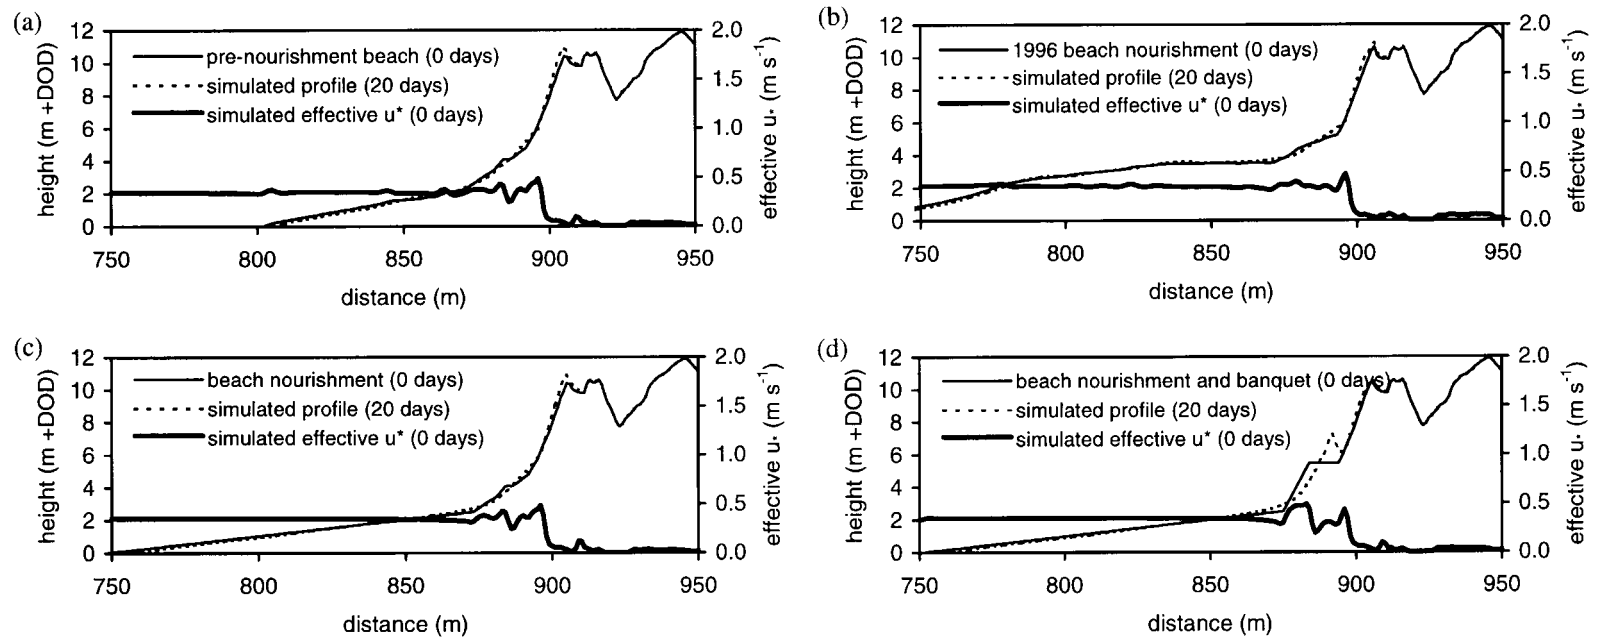 (a)
12
10
8
6
4
2
0
height (m +DOD)
pre-nourishment beach (0 days)
simulated profile (20 days)
simulated effective u* (0 days)
2.0
1.5
1.0
0.5
0.0
effective u* (m s-1)
750 800 850 900 950
distance (m)
(b)
12
10
8
6
4
2
0
height (m +DOD)
1996 beach nourishment (0 days)
simulated profile (20 days)
simulated effective u* (0 days)
2.0
1.5
1.0
0.5
0.0
effective u* (m s-1)
750 800 850 900 950
distance (m)
(c)
12
10
8
6
4
2
0
height (m +DOD)
beach nourishment (0 days)
simulated profile (20 days)
simulated effective u* (0 days)
2.0
1.5
1.0
0.5
0.0
effective u* (m s-1)
750 800 850 900 950
distance (m)
(d)
12
10
8
6
4
2
0
height (m +DOD)
beach nourishment and banquet (0 days)
simulated profile (20 days)
simulated effective u* (0 days)
2.0
1.5
1.0
0.5
0.0
effective u* (m s-1)
750 800 850 900 950
distance (m)